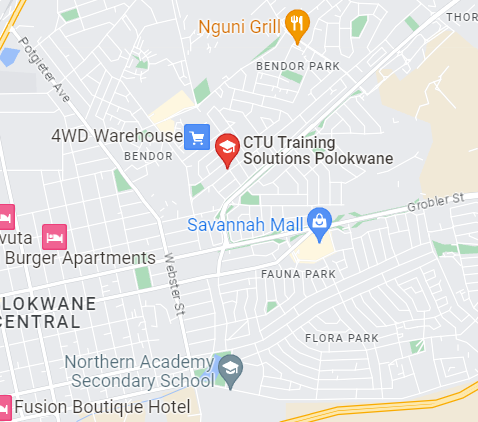 THOR
Nguni Grill
Potgieter Ave
BENDOR PARK
4WD Warehouse
CTU Training
Solutions Polokwane
BENDOR
Grobler St
Savannah Mall
vuta
Burger Apartments
FAUNA PARK
Webster St
LOKWANE
CENTRAL
FLORA PARK
Northern Academy
Secondary School
Fusion Boutique Hotel